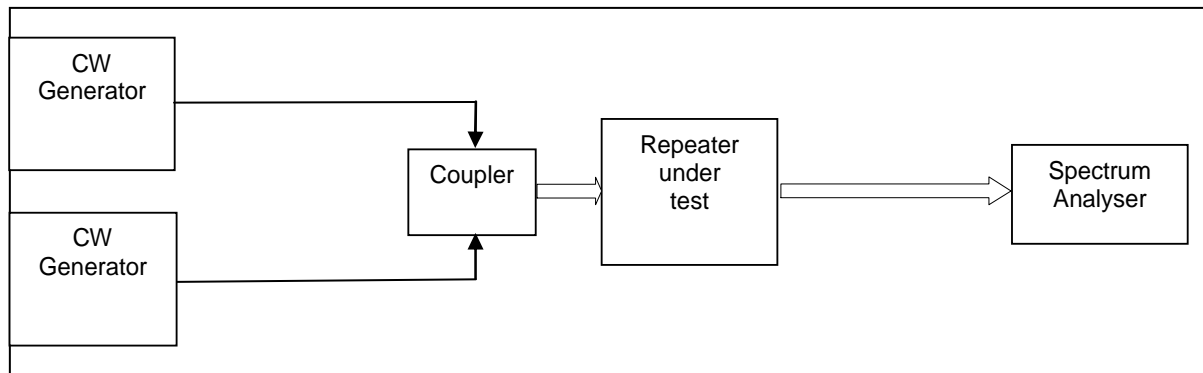 CW
Generator
Coupler
Repeater
under
test
Spectrum
Analyser
CW
Generator